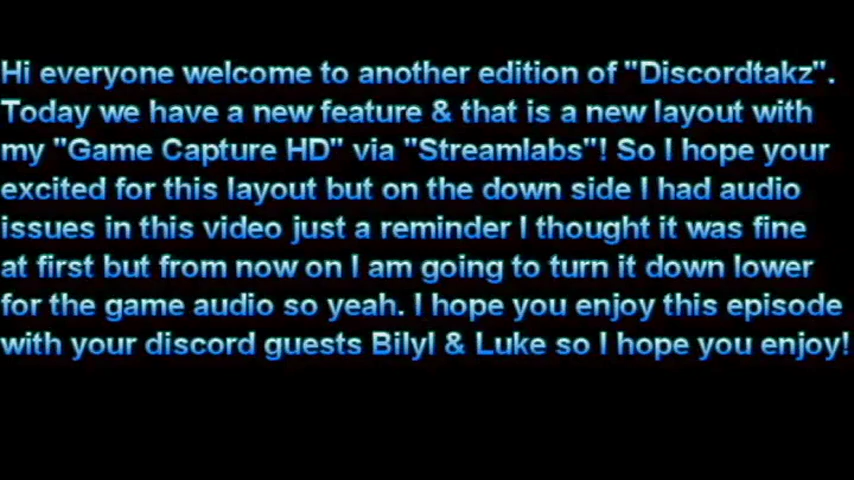 Hi everyone welcome to another edition of "Discordtakz".
Today we have a new feature & that is a new layout with
my "Game Capture HD" via "Streamlabs"! So I hope your
excited for this layout but on the down side I had audio
issues in this video just a reminder I thought it was fine
at first but from now on I am going to turn it down lower
for the game audio so yeah. I hope you enjoy this episode
with your discord guests Bilyl & Luke so I hope you enjoy!